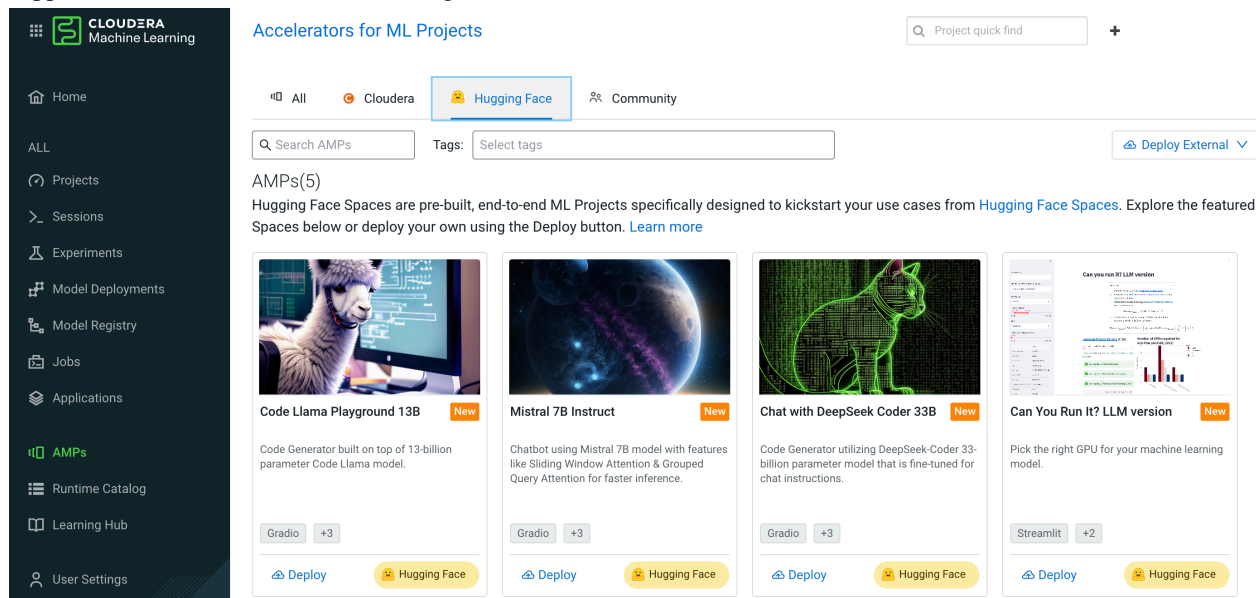 CLOUDERA
Machine Learning
Home
ALL
Projects
Sessions
Experiments
Model Deployments
Model Registry
Jobs
Applications
AMPs
Runtime Catalog
Learning Hub
User Settings
Accelerators for ML Projects
Project quick find
All
Cloudera
Hugging Face
Community
Search AMPs
Tags:
Select tags
Deploy External
AMPs(5)
Hugging Face Spaces are pre-built, end-to-end ML Projects specifically designed to kickstart your use cases from Hugging Face Spaces. Explore the featured
Spaces below or deploy your own using the Deploy button. Learn more
Code Llama Playground 13B
New
Code Generator built on top of 13-billion
parameter Code Llama model.
Gradio
+3
Deploy
Hugging Face
Mistral 7B Instruct
New
Chatbot using Mistral 7B model with features
like Sliding Window Attention & Grouped
Query Attention for faster inference.
Gradio
+3
Deploy
Hugging Face
Chat with DeepSeek Coder 33B
New
Code Generator utilizing DeepSeek-Coder 33-
billion parameter model that is fine-tuned for
chat instructions.
Gradio
+3
Deploy
Hugging Face
Can you run it? LLM version
Can You Run It? LLM version
New
Pick the right GPU for your machine learning
model.
Streamlit
+2
Deploy
Hugging Face